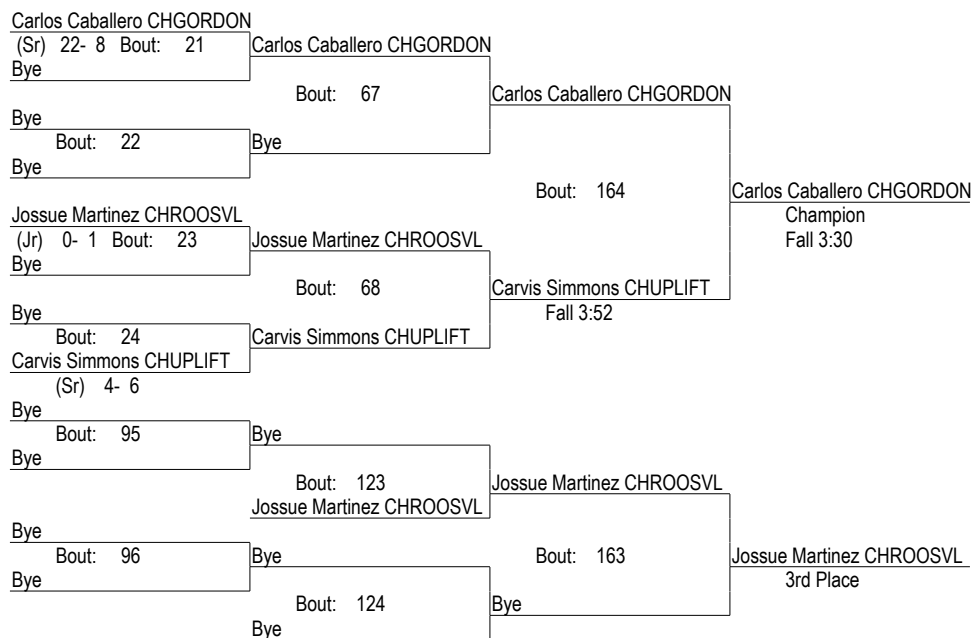 Carlos Caballero CHGORDON
(Sr) 22- 8 Bout: 21
Carlos Caballero CHGORDON
Bye
Bout: 67
Carlos Caballero CHGORDON
Bye
Bout: 22
Bye
Bye
Bout: 164
Carlos Caballero CHGORDON
Champion
Fall 3:30
Jossue Martinez CHROOSVL
(Jr) 0- 1 Bout: 23
Jossue Martinez CHROOSVL
Bye
Bout: 68
Carvis Simmons CHUPLIFT
Fall 3:52
Bye
Bout: 24
Carvis Simmons CHUPLIFT
Carvis Simmons CHUPLIFT
(Sr) 4- 6
Bye
Bout: 95
Bye
Bye
Bout: 123
Jossue Martinez CHROOSVL
Jossue Martinez CHROOSVL
Bye
Bout: 96
Bye
Bye
Bout: 163
Jossue Martinez CHROOSVL
3rd Place
Bout: 124
Bye
Bye